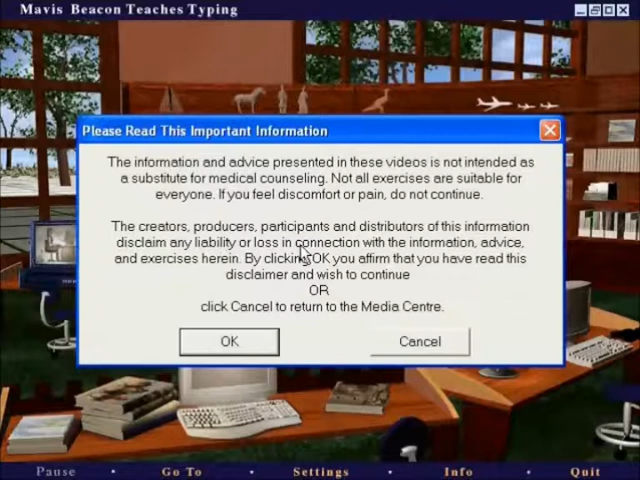 Mavis Beacon Teaches Typing
Please Read This Important Information
The information and advice presented in these videos is not intended as
a substitute for medical counseling. Not all exercises are suitable for
everyone. If you feel discomfort or pain, do not continue.
The creators, producers, participants and distributors of this information
disclaim any liability or loss in connection with the information, advice,
and exercises herein. By clicking OK you affirm that you have read this
disclaimer and wish to continue
OR
click Cancel to return to the Media Centre.
OK Cancel
Pause • Go To • Settings • Info • Quit